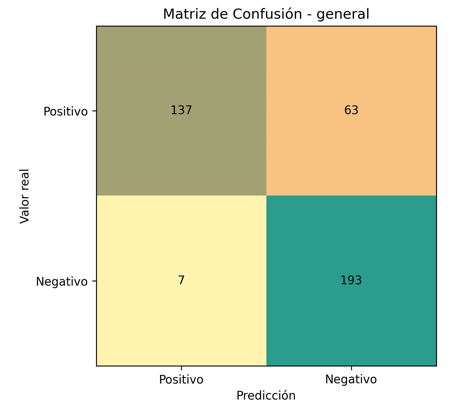 Matriz de Confusión - general
Positivo
137
63
Valor real
Negativo
7
193
Positivo
Negativo
Predicción